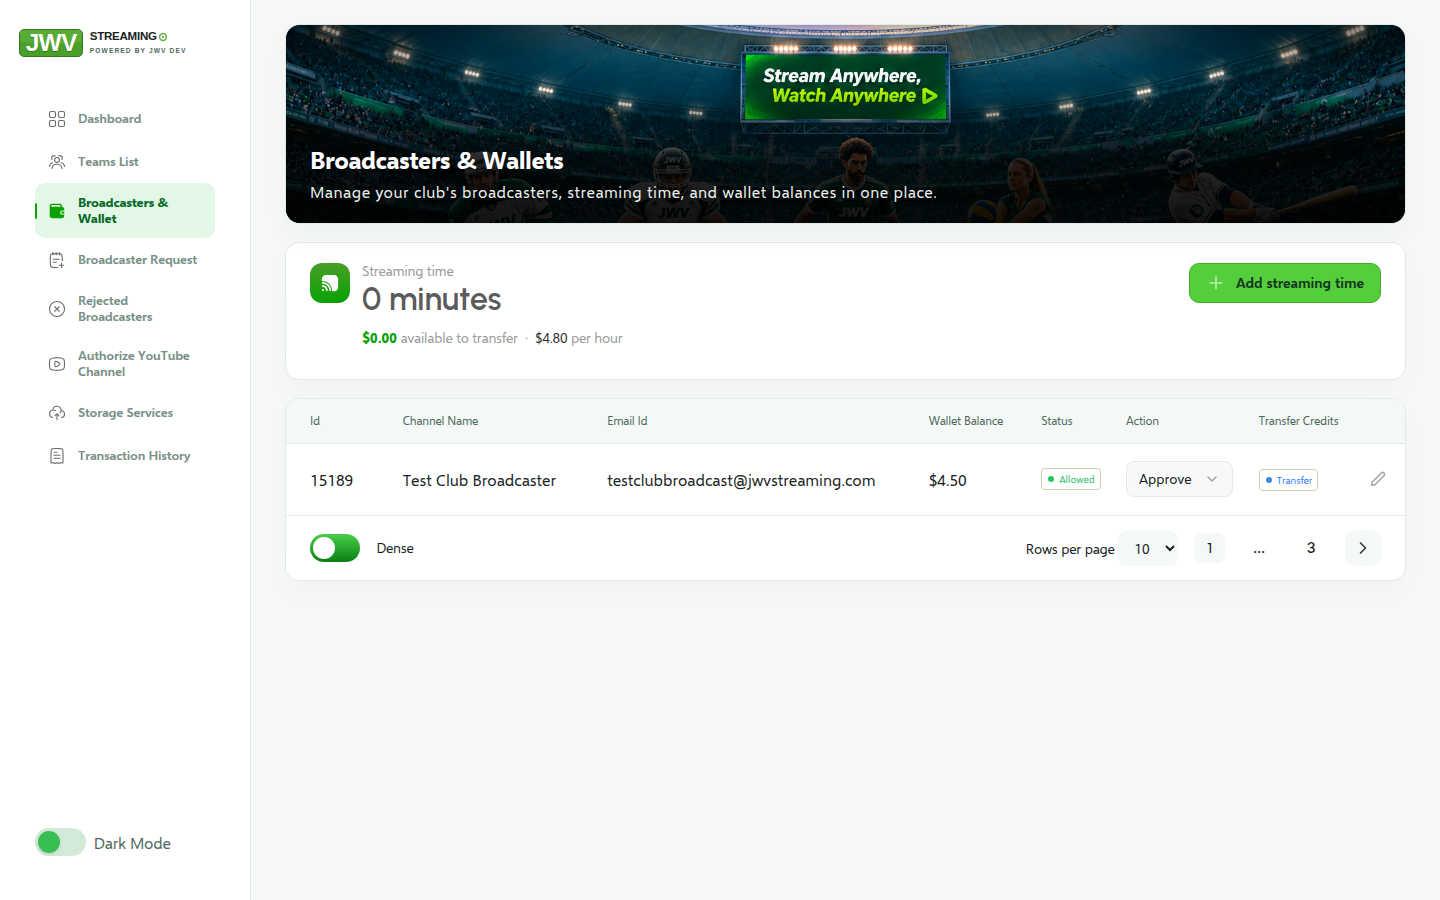 JWV STREAMING
POWERED BY JWV DEV
Dashboard
Teams List
Broadcasters &
Wallet
Broadcaster Request
Rejected
Broadcasters
Authorize YouTube
Channel
Storage Services
Transaction History
Dark Mode
Stream Anywhere,
Watch Anywhere
JWV
JWV
JWV
Broadcasters & Wallets
Manage your club's broadcasters, streaming time, and wallet balances in one place.
Streaming time
0 minutes
$0.00 available to transfer · $4.80 per hour
Add streaming time
Id Channel Name Email Id Wallet Balance Status Action Transfer Credits
15189 Test Club Broadcaster testclubbroadcast@jwvstreaming.com $4.50 Allowed Approve Transfer
Dense Rows per page 10 1 ... 3